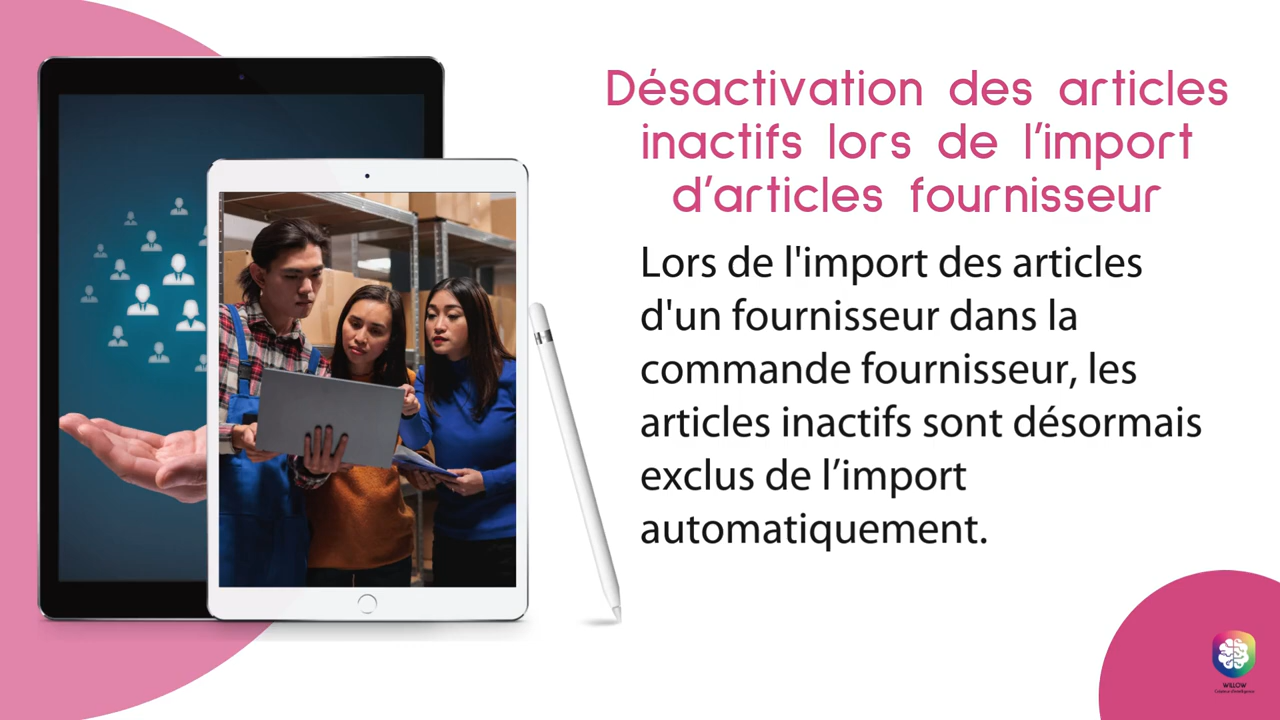 Désactivation des articles
inactifs lors de l’import
d’articles fournisseur
Lors de l'import des articles
d'un fournisseur dans la
commande fournisseur, les
articles inactifs sont désormais
exclus de l’import
automatiquement.
WILLOW